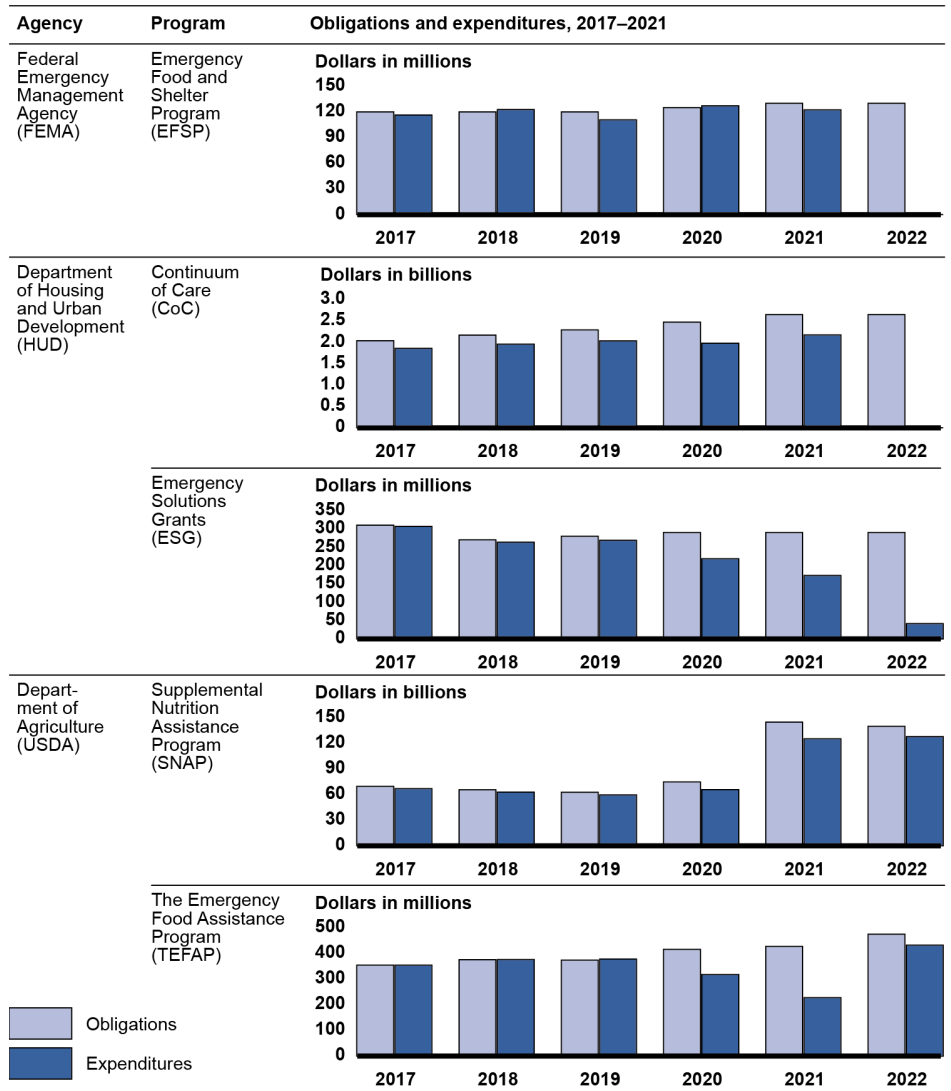 Agency Program Obligations and expenditures, 2017–2021
Federal
Emergency
Management
Agency
(FEMA)
Emergency
Food and
Shelter
Program
(EFSP)
Dollars in millions
150
120
90
60
30
0
2017 2018 2019 2020 2021 2022
Department
of Housing
and Urban
Development
(HUD)
Continuum
of Care
(CoC)
Dollars in billions
3.0
2.5
2.0
1.5
1.0
0.5
0
2017 2018 2019 2020 2021 2022
Emergency
Solutions
Grants
(ESG)
Dollars in millions
350
300
250
200
150
100
50
0
2017 2018 2019 2020 2021 2022
Depart-
ment of
Agriculture
(USDA)
Supplemental
Nutrition
Assistance
Program
(SNAP)
Dollars in billions
150
120
90
60
30
0
2017 2018 2019 2020 2021 2022
The Emergency
Food Assistance
Program
(TEFAP)
Dollars in millions
500
400
300
200
100
0
2017 2018 2019 2020 2021 2022
Obligations
Expenditures